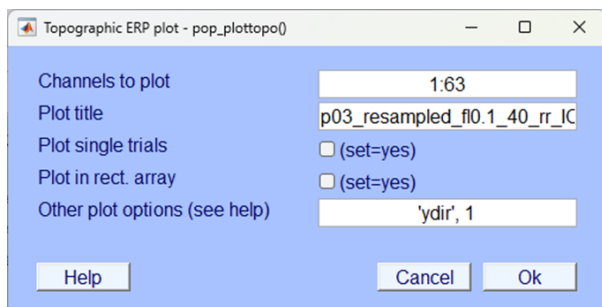 Topographic ERP plot - pop_plottopo()
Channels to plot 1:63
Plot title p03_resampled_fl0.1_40_rr_IC
Plot single trials (set=yes)
Plot in rect. array (set=yes)
Other plot options (see help) 'ydir', 1
Help Cancel Ok